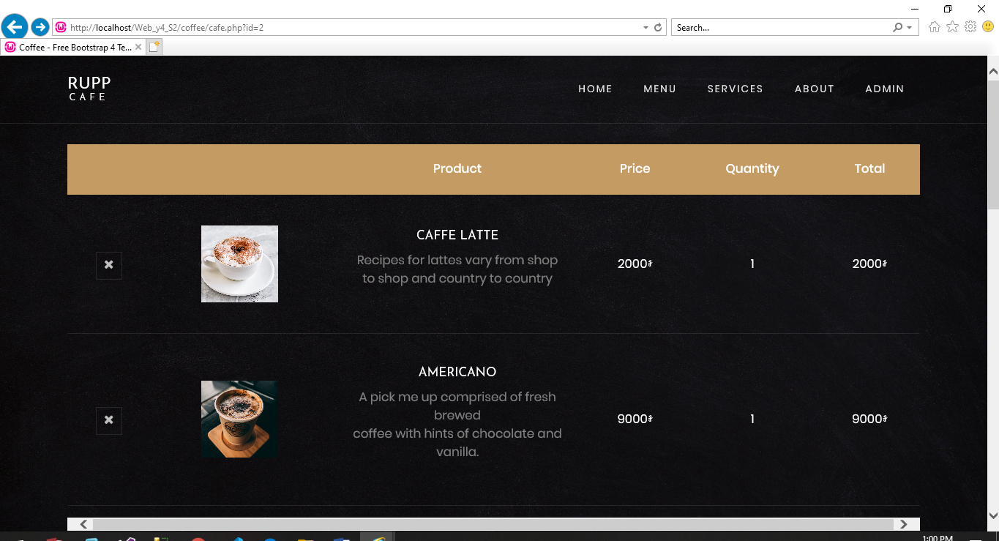 http://localhost/Web_y4_S2/coffee/cafe.php?id=2
Search...
Coffee - Free Bootstrap 4 Te...
RUPP
CAFE
HOME MENU SERVICES ABOUT ADMIN
Product Price Quantity Total
CAFFE LATTE
Recipes for lattes vary from shop
to shop and country to country
2000៛ 1 2000៛
AMERICANO
A pick me up comprised of fresh
brewed
coffee with hints of chocolate and
vanilla.
9000៛ 1 9000៛
1:00 PM